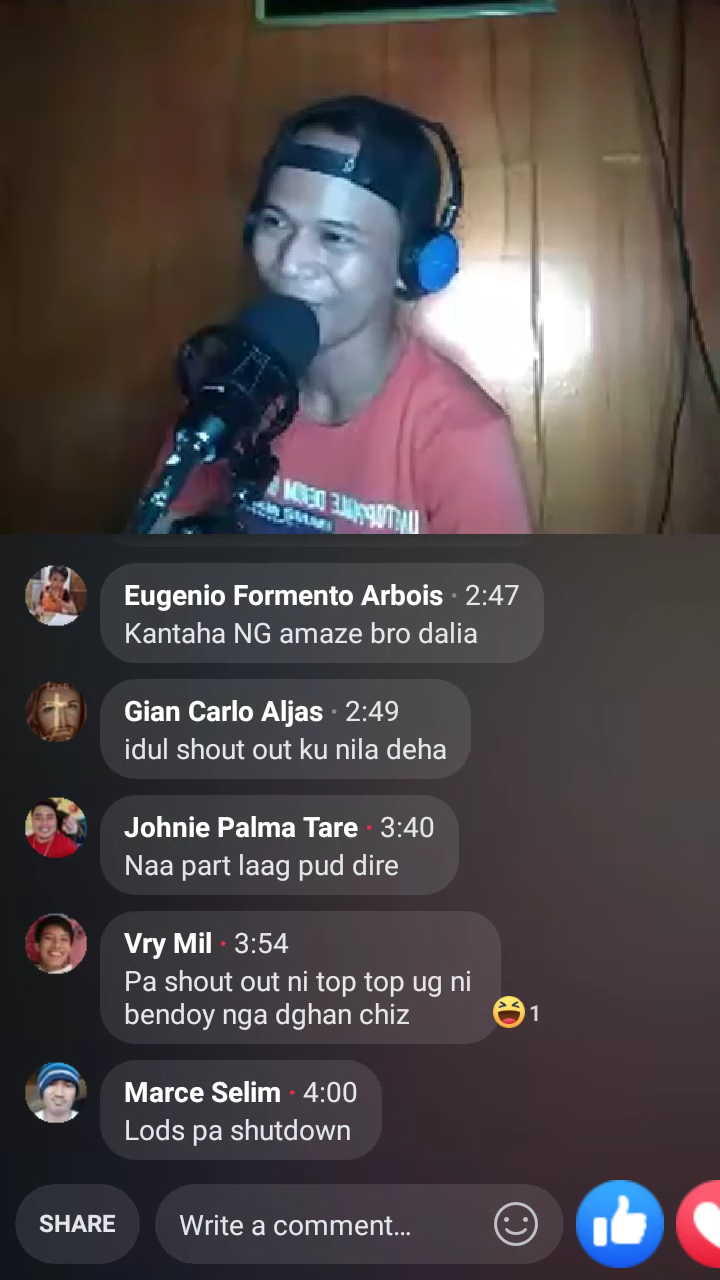 Eugenio Formento Arbois · 2:47
Kantaha NG amaze bro dalia
Gian Carlo Aljas · 2:49
idul shout out ku nila deha
Johnie Palma Tare · 3:40
Naa part laag pud dire
Vry Mil · 3:54
Pa shout out ni top top ug ni
bendoy nga dghan chiz
1
Marce Selim · 4:00
Lods pa shutdown
SHARE
Write a comment...